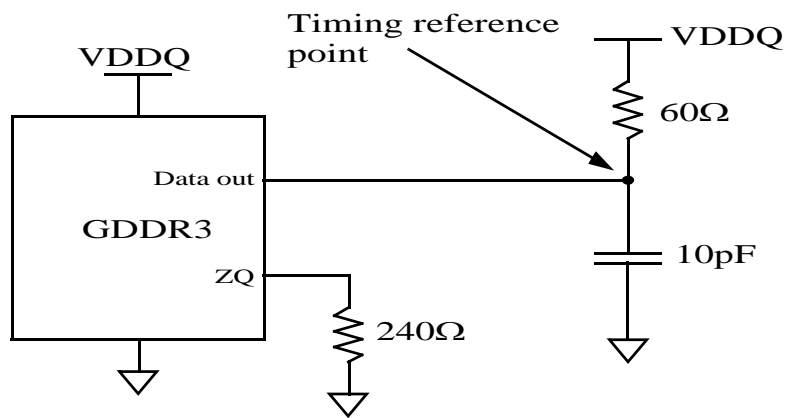 Timing reference
point
VDDQ
VDDQ
60Ω
Data out
GDDR3
ZQ
10pF
240Ω